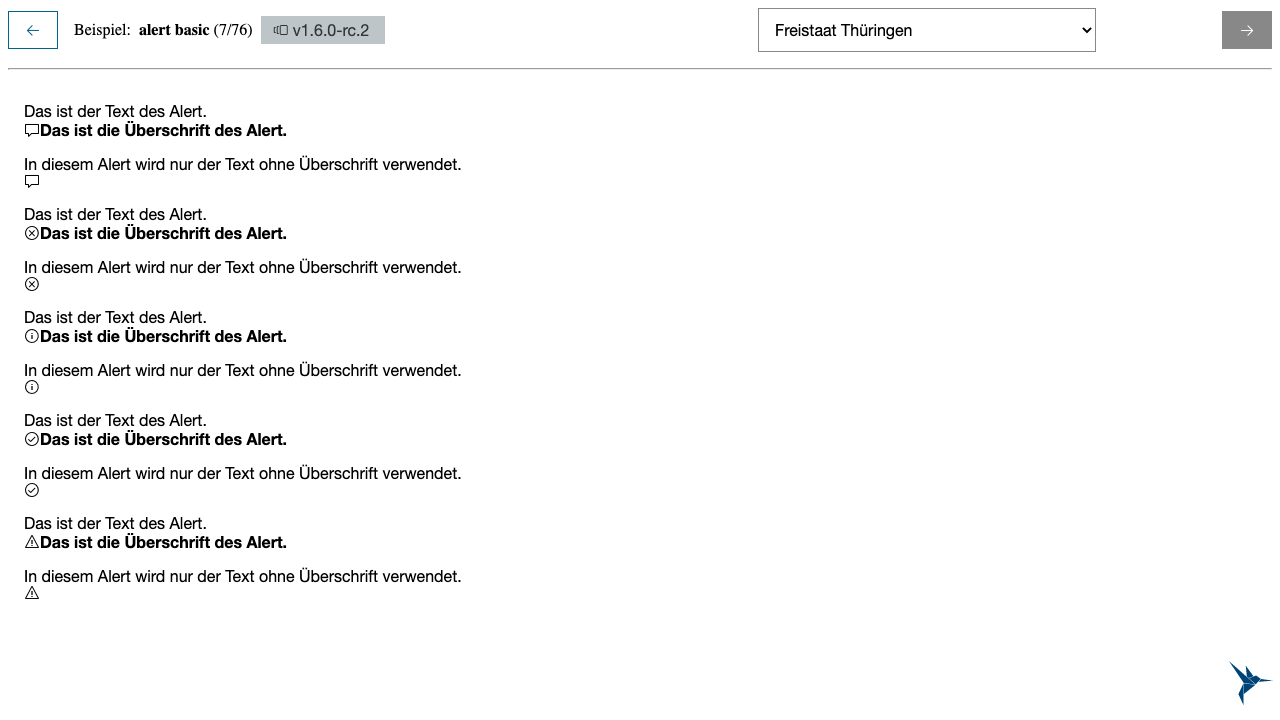 Beispiel: alert basic (7/76) v1.6.0-rc.2 Freistaat Thüringen
Das ist der Text des Alert.
Das ist die Überschrift des Alert.
In diesem Alert wird nur der Text ohne Überschrift verwendet.
Das ist der Text des Alert.
Das ist die Überschrift des Alert.
In diesem Alert wird nur der Text ohne Überschrift verwendet.
Das ist der Text des Alert.
Das ist die Überschrift des Alert.
In diesem Alert wird nur der Text ohne Überschrift verwendet.
Das ist der Text des Alert.
Das ist die Überschrift des Alert.
In diesem Alert wird nur der Text ohne Überschrift verwendet.
Das ist der Text des Alert.
Das ist die Überschrift des Alert.
In diesem Alert wird nur der Text ohne Überschrift verwendet.